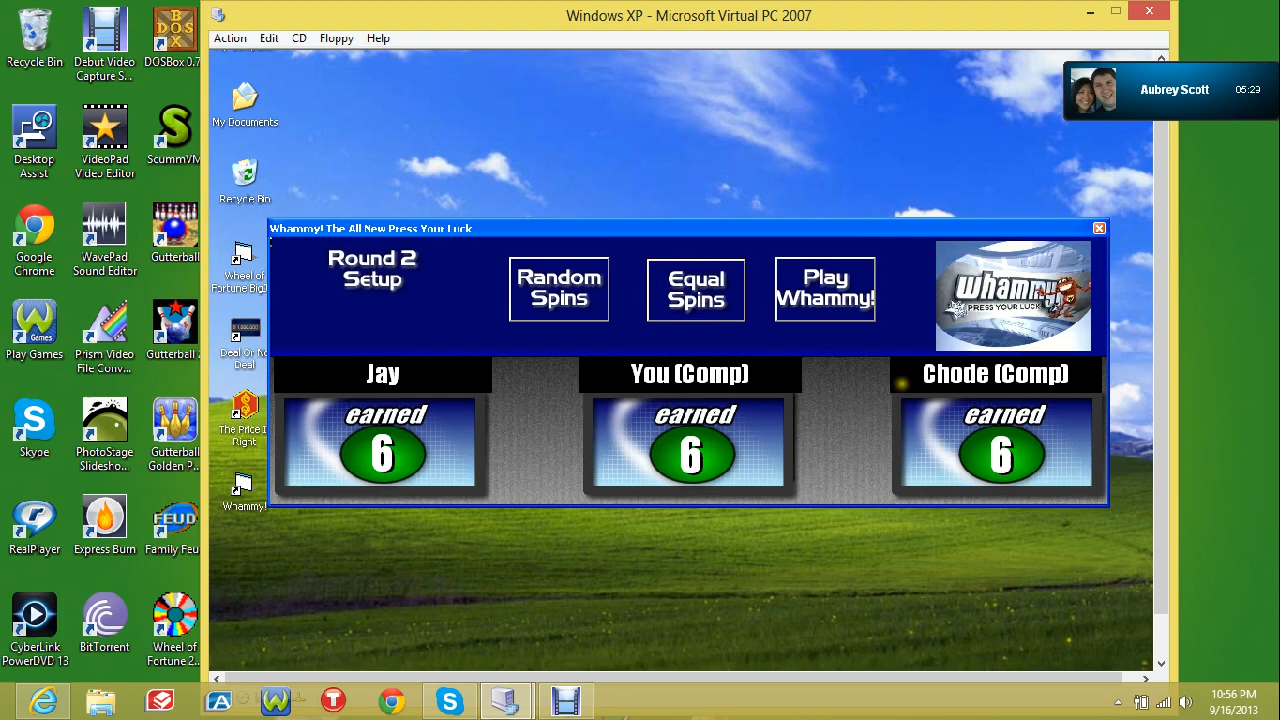 Windows XP - Microsoft Virtual PC 2007
Action Edit CD Floppy Help
Recycle Bin
Debut Video
Capture S...
DOSBox 0.7
Desktop
Assist
VideoPad
Video Editor
ScummVM
Google
Chrome
WavePad
Sound Editor
Gutterball
Play Games
Prism Video
File Conv...
Gutterball 2
Skype
PhotoStage
Slidesho...
Gutterball
Golden P...
RealPlayer
Express Burn
Family Feu
CyberLink
PowerDVD 13
BitTorrent
Wheel of
Fortune 2...
My Documents
Recycle Bin
Wheel of
Fortune Big
Deal Or No
Deal
The Price I
Right
Whammy!
Aubrey Scott 05:29
Whammy! The All New Press Your Luck
Round 2
Setup
Random
Spins
Equal
Spins
Play
Whammy!
whammy!
PRESS YOUR LUCK
Jay
You (Comp)
Chode (Comp)
earned
6
earned
6
earned
6
10:56 PM
9/16/2013